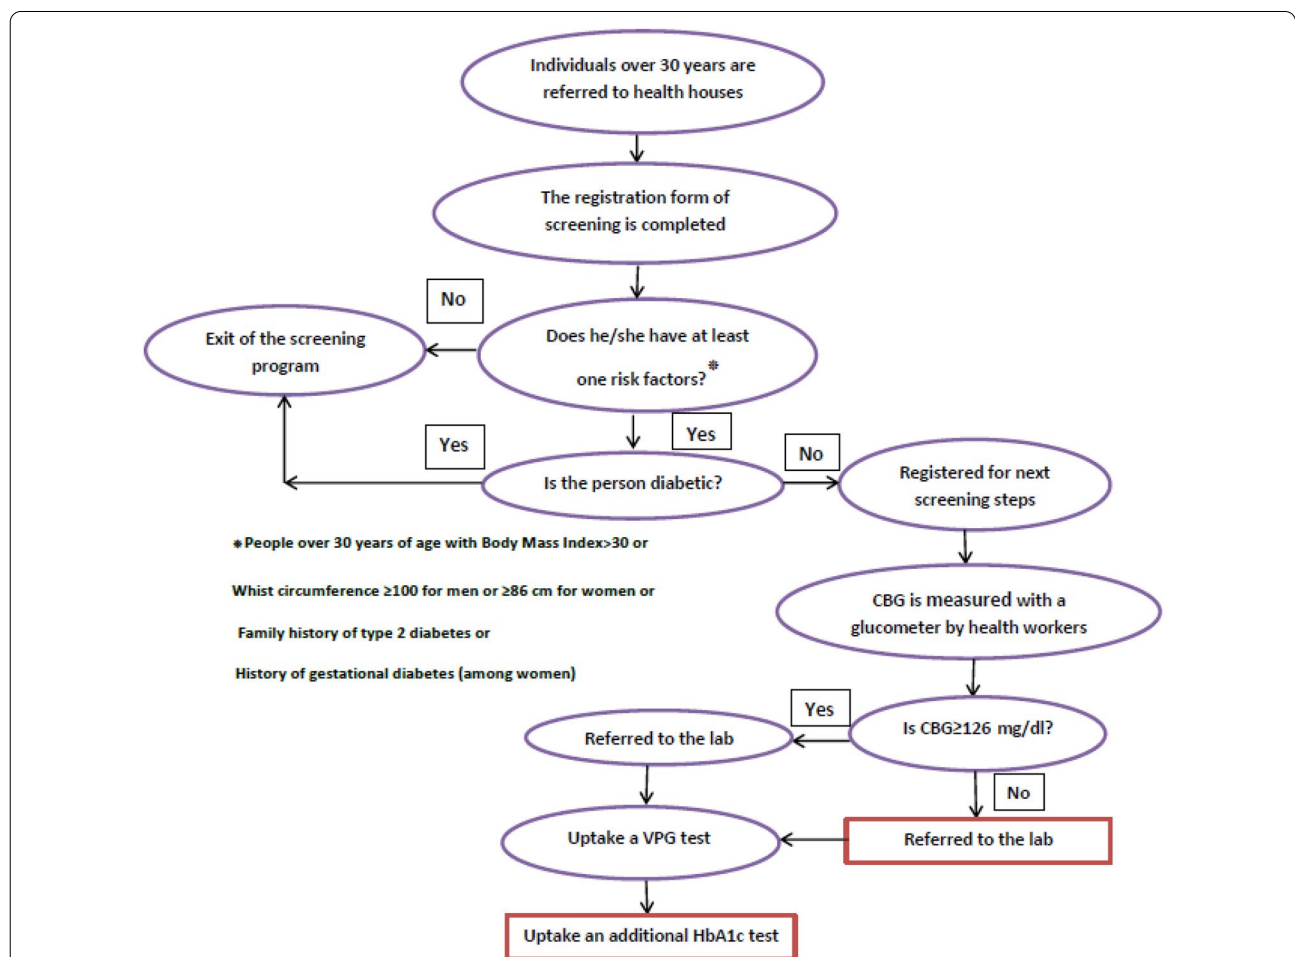 Individuals over 30 years are
referred to health houses
The registration form of
screening is completed
No
Does he/she have at least
one risk factors?*
Exit of the screening
program
Yes
Yes
No
Is the person diabetic?
Registered for next
screening steps
*People over 30 years of age with Body Mass Index>30 or
Whist circumference ≥100 for men or ≥86 cm for women or
Family history of type 2 diabetes or
History of gestational diabetes (among women)
CBG is measured with a
glucometer by health workers
Yes
Is CBG≥126 mg/dl?
Referred to the lab
No
Uptake a VPG test
Referred to the lab
Uptake an additional HbA1c test